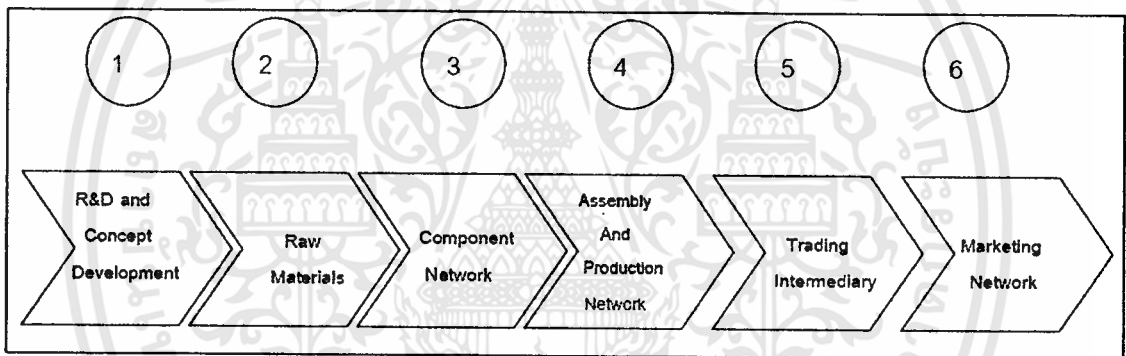 1
2
3
4
5
6
R&D and
Concept
Development
Raw
Materials
Component
Network
Assembly
And
Production
Network
Trading
Intermediary
Marketing
Network